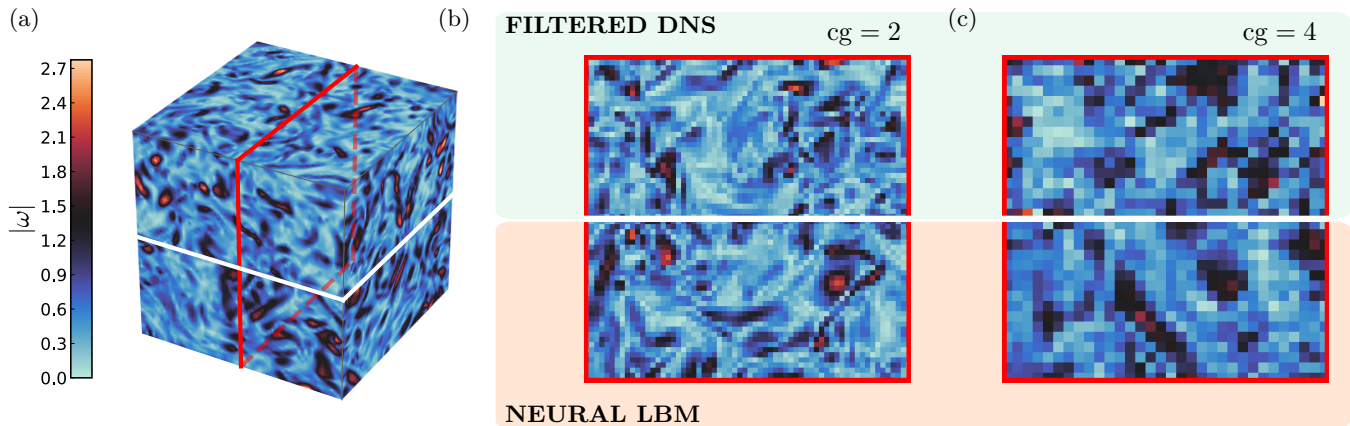 (a)
(b)
(c)
FILTERED DNS
cg = 2
cg = 4
2.7
2.4
2.1
1.8
1.5
1.2
0.9
0.6
0.3
0.0
|ω|
NEURAL LBM